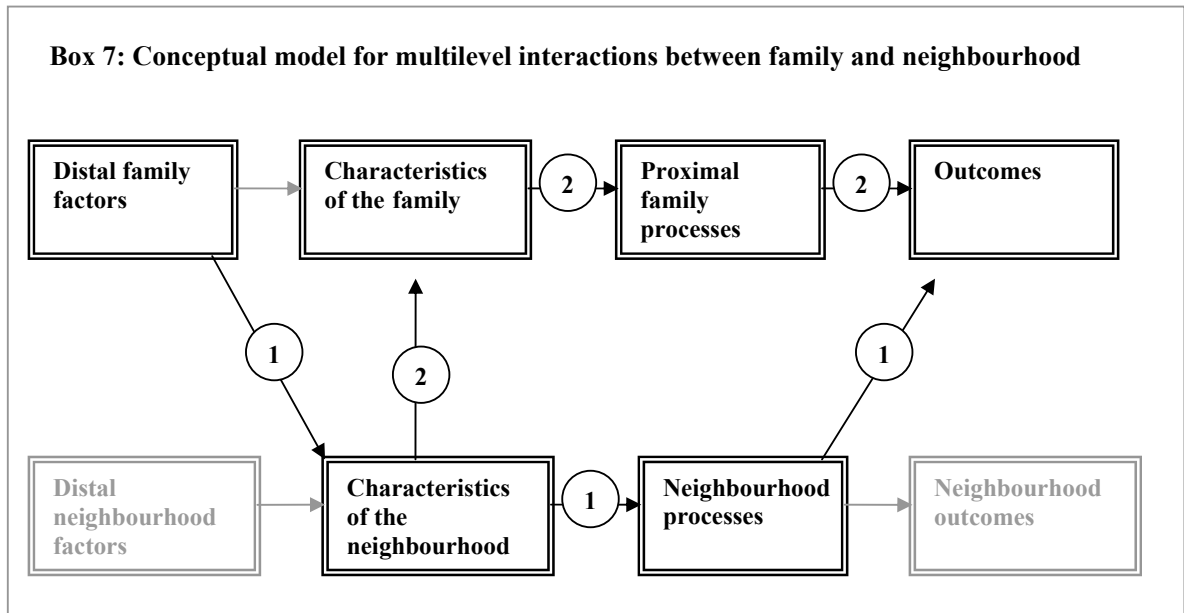 Box 7: Conceptual model for multilevel interactions between family and neighbourhood
Distal family
factors
Characteristics
of the family
2
Proximal
family
processes
2
Outcomes
1
2
1
Distal
neighbourhood
factors
Characteristics
of the
neighbourhood
1
Neighbourhood
processes
Neighbourhood
outcomes